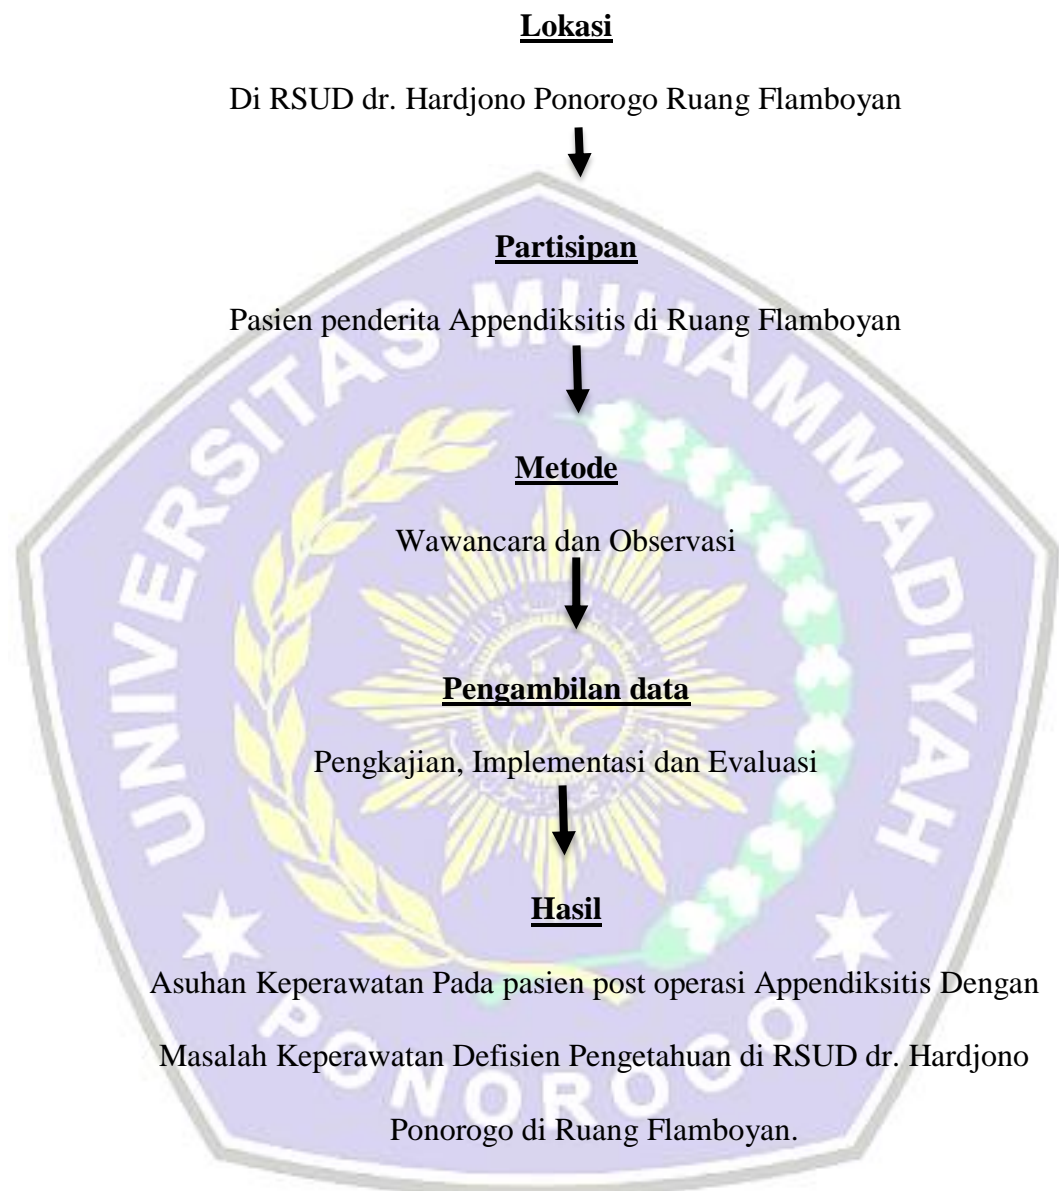 Lokasi
Di RSUD dr. Hardjono Ponorogo Ruang Flamboyan
Partisipan
Pasien penderita Appendiksitis di Ruang Flamboyan
Metode
Wawancara dan Observasi
Pengambilan data
Pengkajian, Implementasi dan Evaluasi
Hasil
Asuhan Keperawatan Pada pasien post operasi Appendiksitis Dengan
Masalah Keperawatan Defisien Pengetahuan di RSUD dr. Hardjono
Ponorogo di Ruang Flamboyan.
UNIVERSITAS MUHAMMADIYAH
PONOROGO